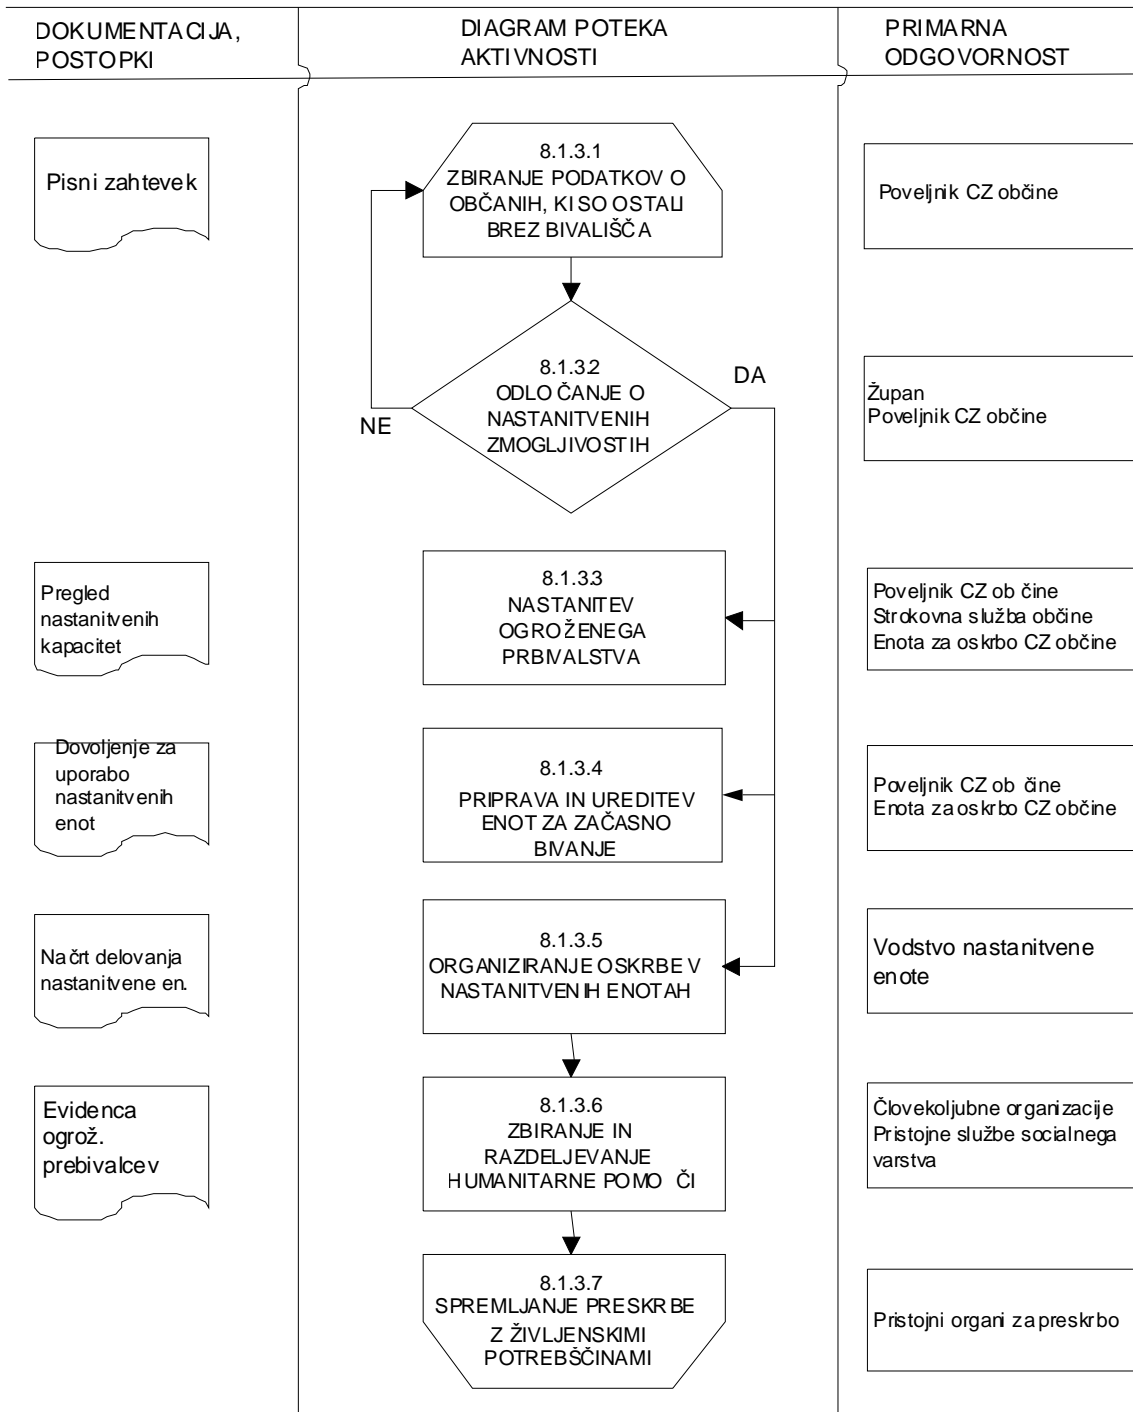 DOKUMENTACIJA,
POSTOPKI
DIAGRAM POTEKA
AKTIVNOSTI
PRIMARNA
ODGOVORNOST
Pisni zahtevek
8.1.3.1
ZBIRANJE PODATKOV O
OBČANIH, KI SO OSTALI
BREZ BIVALIŠČA
Poveljnik CZ občine
8.1.3.2
ODLOČANJE O
NASTANITVENIH
ZMOGLJIVOSTIH
DA
NE
Župan
Poveljnik CZ občine
Pregled
nastanitvenih
kapacitet
8.1.3.3
NASTANITEV
OGROŽENEGA
PRBIVALSTVA
Poveljnik CZ občine
Strokovna služba občine
Enota za oskrbo CZ občine
Dovoljenje za
uporabo
nastanitvenih
enot
8.1.3.4
PRIPRAVA IN UREDITEV
ENOT ZA ZAČASNO
BIVANJE
Poveljnik CZ občine
Enota za oskrbo CZ občine
Načrt delovanja
nastanitvene en.
8.1.3.5
ORGANIZIRANJE OSKRBE V
NASTANITVENIH ENOTAH
Vodstvo nastanitvene
enote
Evidenca
ogrož.
prebivalcev
8.1.3.6
ZBIRANJE IN
RAZDELJEVANJE
HUMANITARNE POMOČI
Človekoljubne organizacije
Pristojne službe socialnega
varstva
8.1.3.7
SPREMLJANJE PRESKRBE
Z ŽIVLJENSKIMI
POTREBŠČINAMI
Pristojni organi za preskrbo